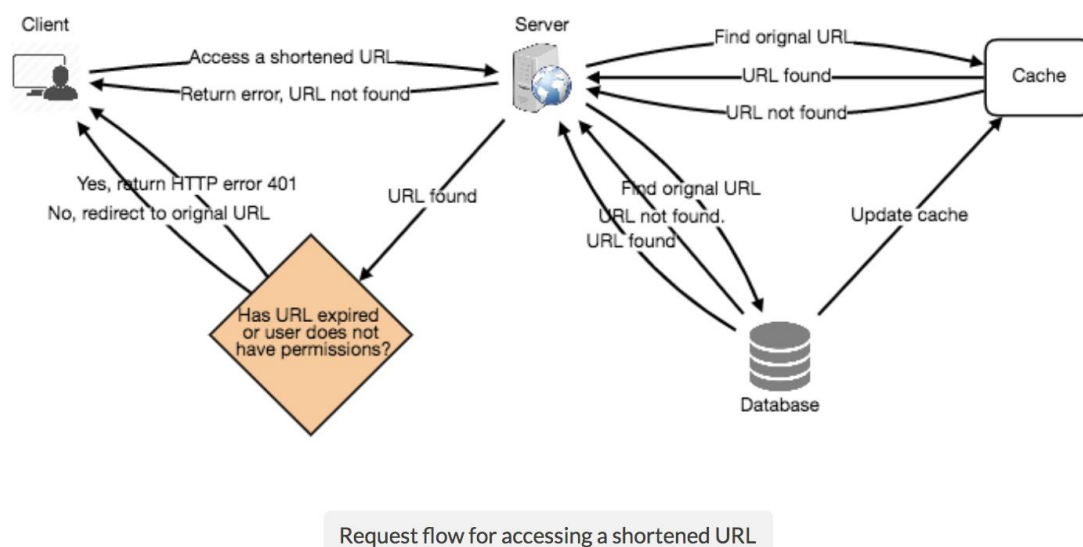 Client
Server
Access a shortened URL
Return error, URL not found
Find orignal URL
URL found
URL not found
Cache
Yes, return HTTP error 401
No, redirect to orignal URL
URL found
Find orignal URL
URL not found.
URL found
Update cache
Has URL expired
or user does not
have permissions?
Database
Request flow for accessing a shortened URL